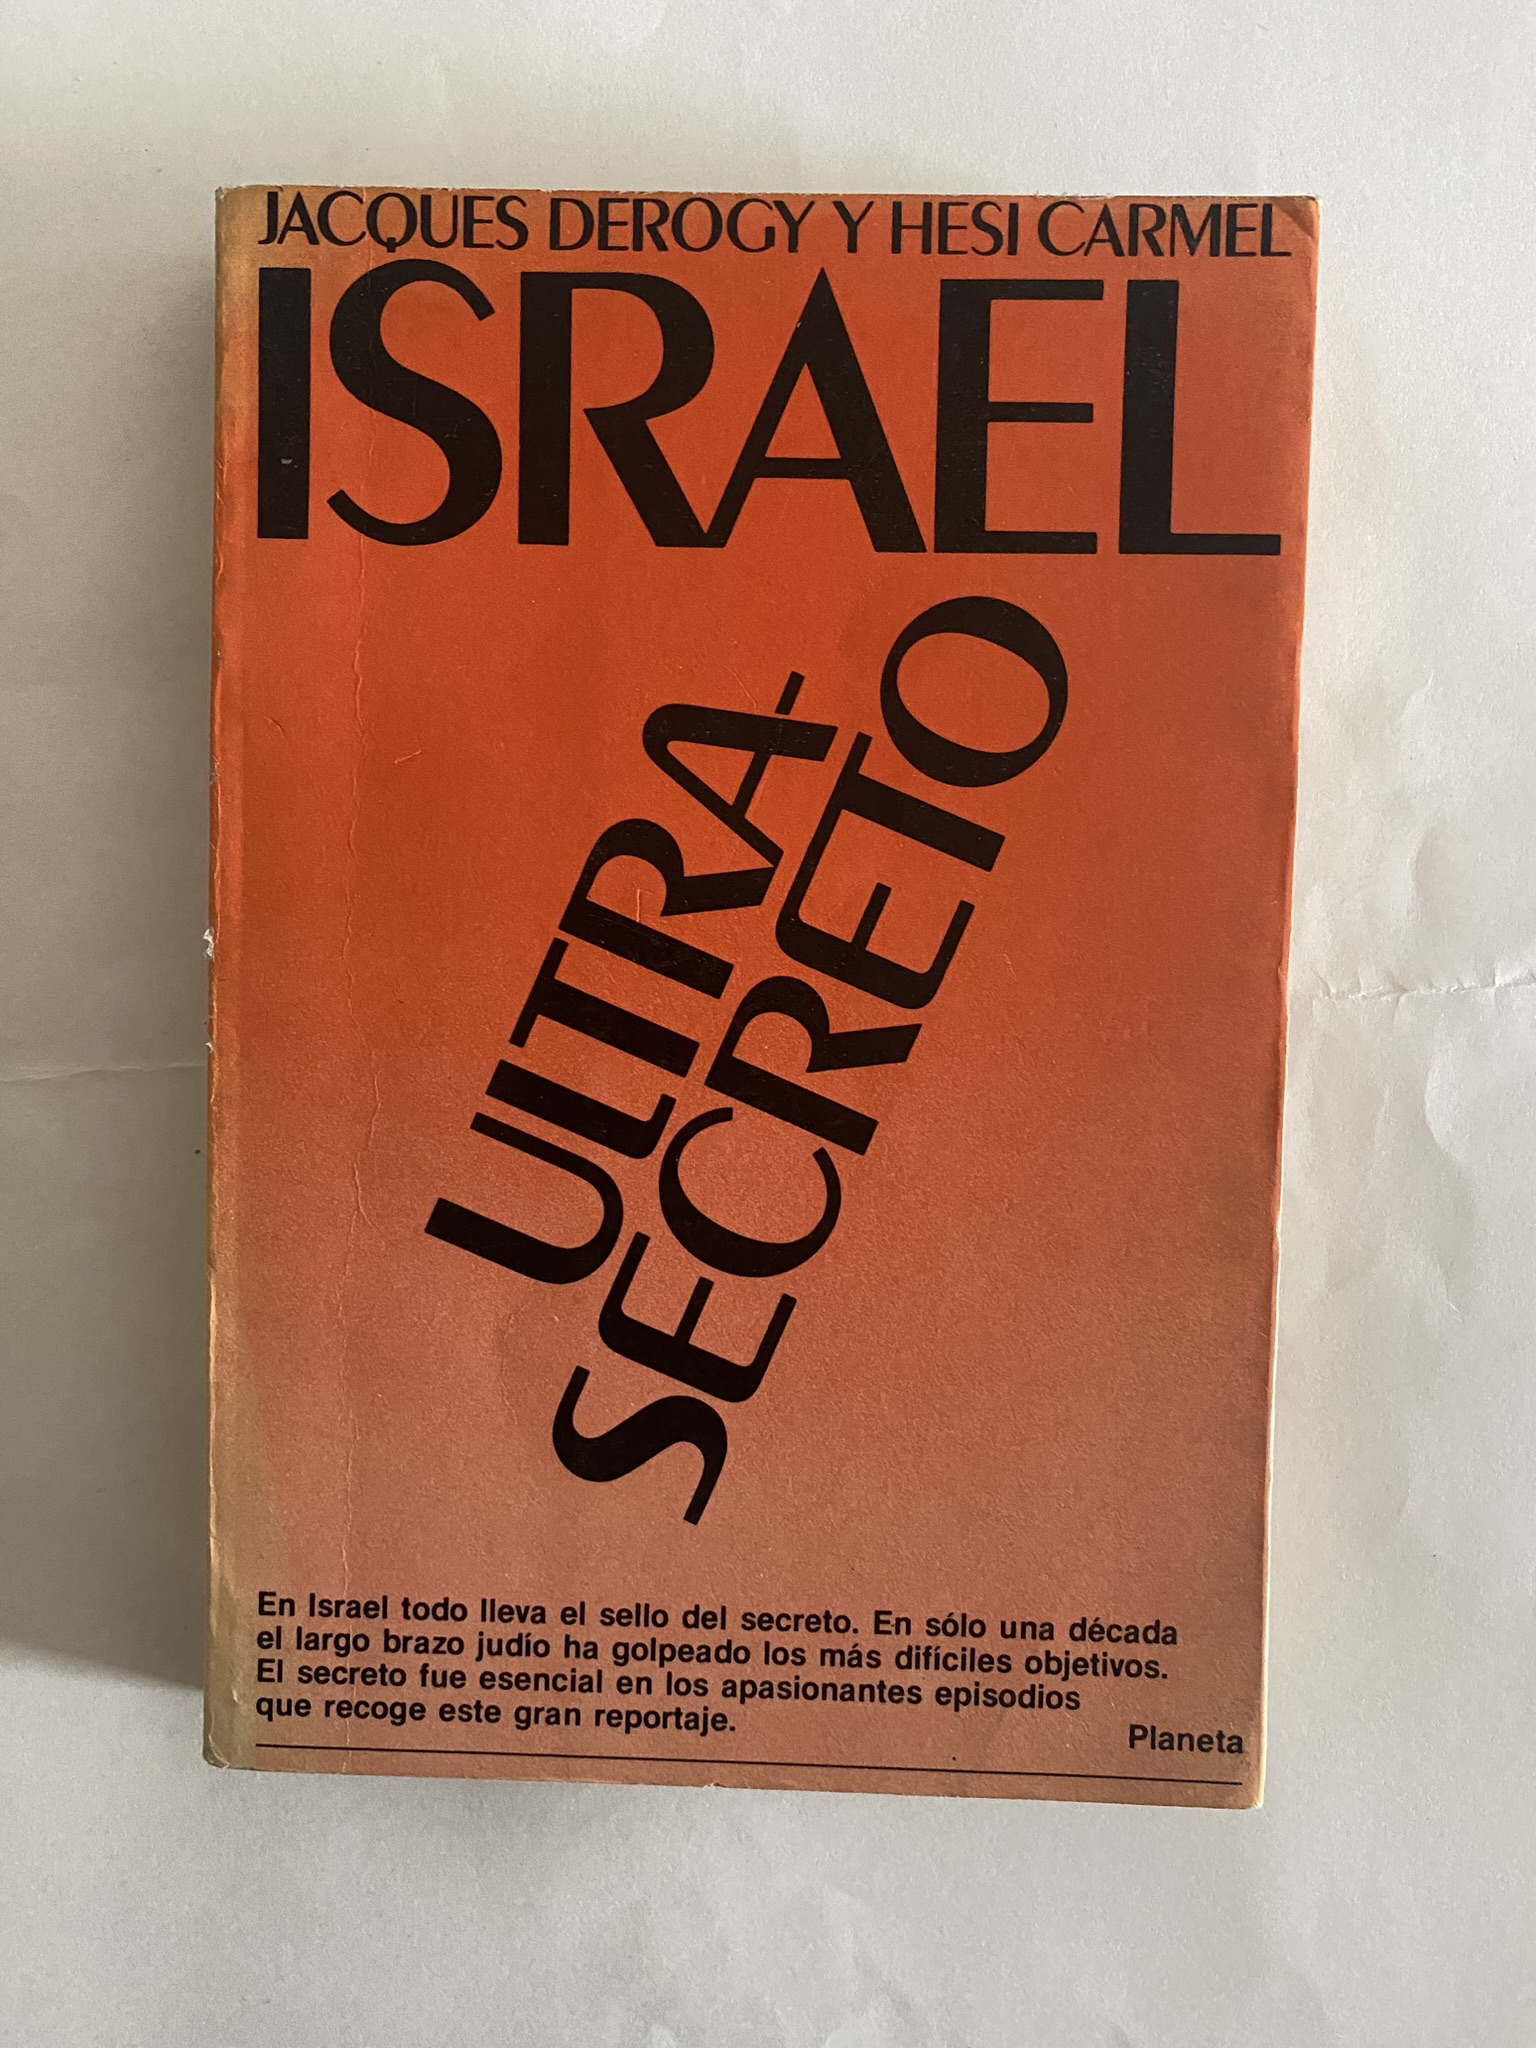 JACQUES DEROGY Y HESI CARMEL
ISRAEL
ULTRA-
SECRETO
En Israel todo lleva el sello del secreto. En sólo una década
el largo brazo judío ha golpeado los más difíciles objetivos.
El secreto fue esencial en los apasionantes episodios
que recoge este gran reportaje.
Planeta